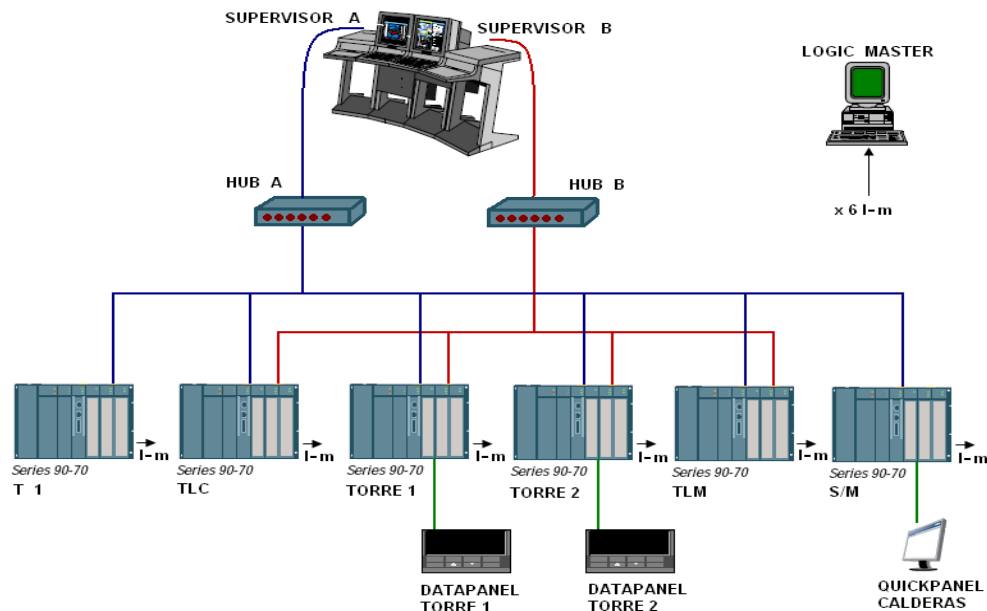 SUPERVISOR A
SUPERVISOR B
LOGIC MASTER
HUB A
HUB B
x 6 l-m
l-m
l-m
l-m
l-m
l-m
l-m
Series 90-70
Series 90-70
Series 90-70
Series 90-70
Series 90-70
Series 90-70
T 1
TLC
TORRE 1
TORRE 2
TLM
S/M
DATAPANEL
TORRE 1
DATAPANEL
TORRE 2
QUICKPANEL
CALDERAS